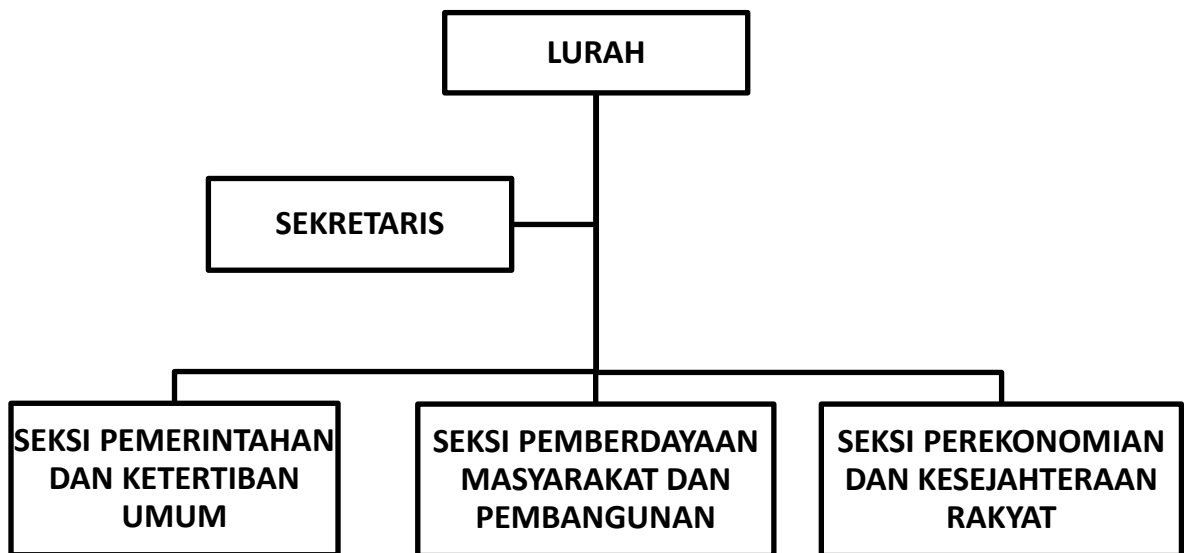 LURAH
SEKRETARIS
SEKSI PEMERINTAHAN
DAN KETERTIBAN
UMUM
SEKSI PEMBERDAYAAN
MASYARAKAT DAN
PEMBANGUNAN
SEKSI PEREKONOMIAN
DAN KESEJAHTERAAN
RAKYAT